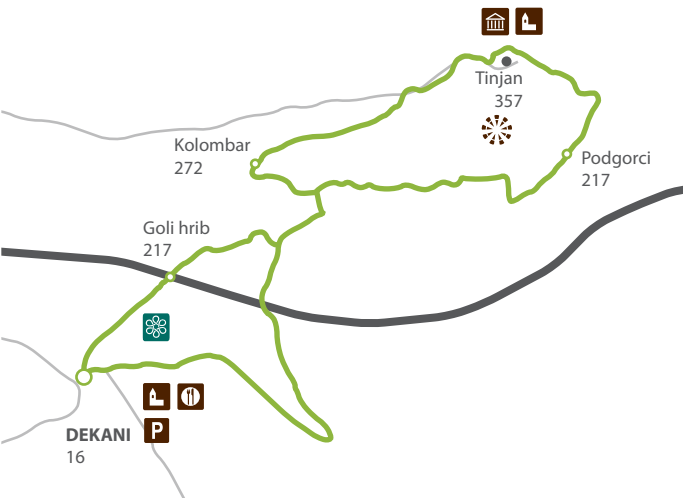 Tinjan
357
Kolombar
272
Podgorci
217
Goli hrib
217
DEKANI
16
P